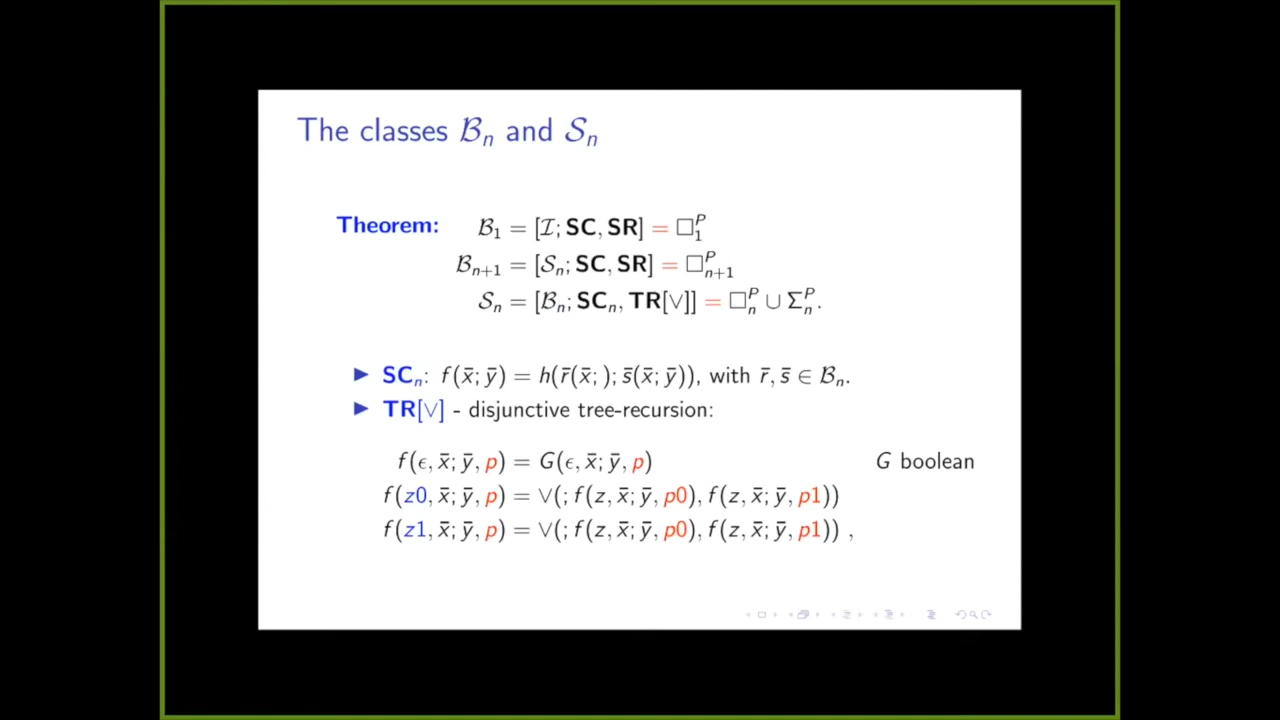 The classes ℬₙ and 𝒮ₙ
Theorem: ℬ₁ = [ℐ; SC, SR] = □₁ᴾ
ℬₙ₊₁ = [𝒮ₙ; SC, SR] = □ₙ₊₁ᴾ
𝒮ₙ = [ℬₙ; SCₙ, TR[∨]] = □ₙᴾ ∪ Σₙᴾ.
▶ SCₙ: f(x̄; ȳ) = h(r̄(x̄; ); s̄(x̄; ȳ)), with r̄, s̄ ∈ ℬₙ.
▶ TR[∨] - disjunctive tree-recursion:
f(ϵ, x̄; ȳ, p) = G(ϵ, x̄; ȳ, p) G boolean
f(z0, x̄; ȳ, p) = ∨(; f(z, x̄; ȳ, p0), f(z, x̄; ȳ, p1))
f(z1, x̄; ȳ, p) = ∨(; f(z, x̄; ȳ, p0), f(z, x̄; ȳ, p1)) ,